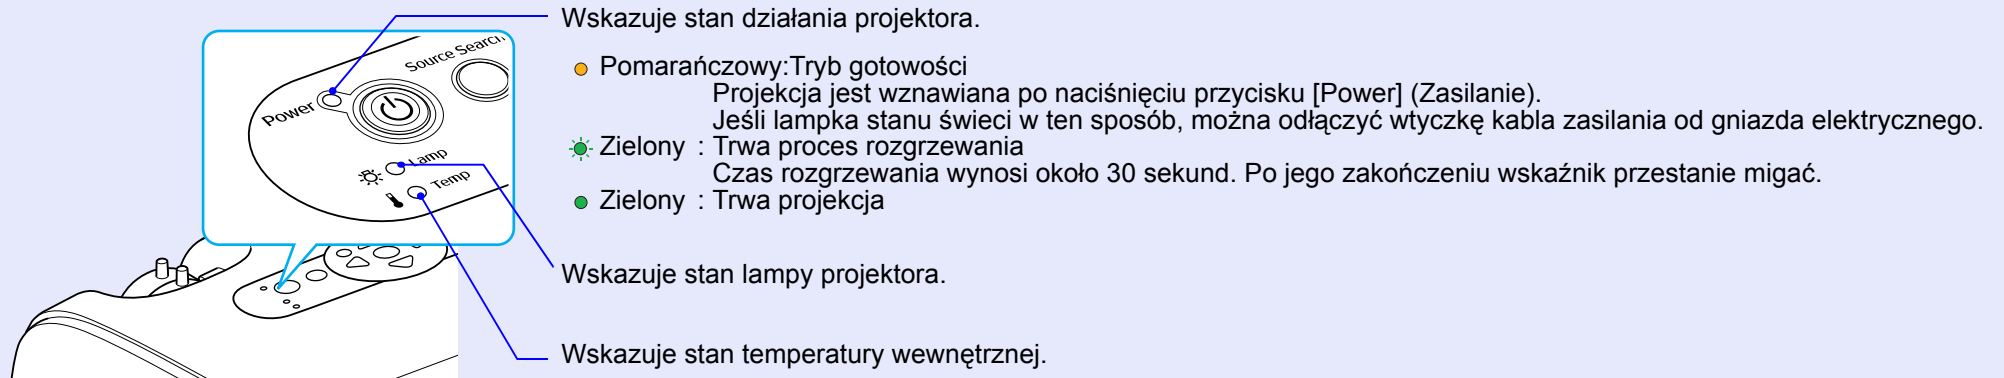 Wskazuje stan działania projektora.
Source Search
Power
Lamp
Temp
Pomarańczowy:Tryb gotowości
Projekcja jest wznawiana po naciśnięciu przycisku [Power] (Zasilanie).
Jeśli lampka stanu świeci w ten sposób, można odłączyć wtyczkę kabla zasilania od gniazda elektrycznego.
Zielony : Trwa proces rozgrzewania
Czas rozgrzewania wynosi około 30 sekund. Po jego zakończeniu wskaźnik przestanie migać.
Zielony : Trwa projekcja
Wskazuje stan lampy projektora.
Wskazuje stan temperatury wewnętrznej.